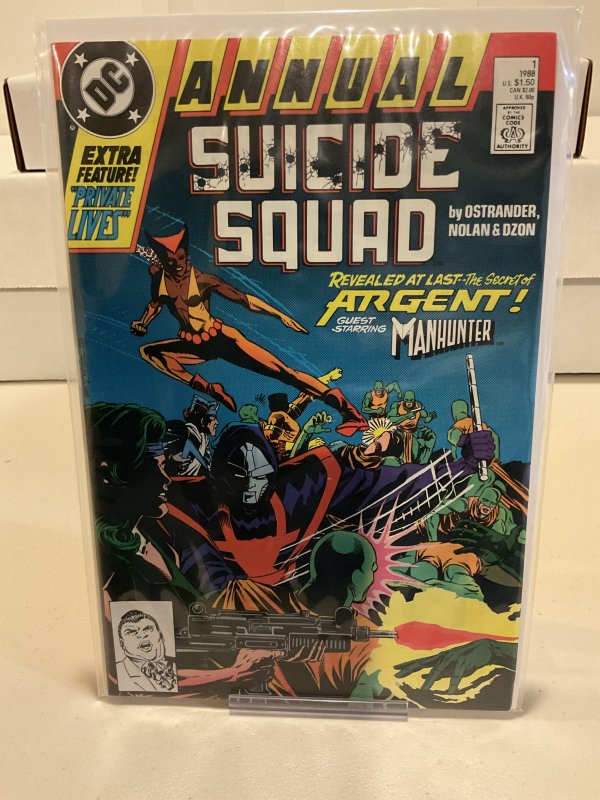 DC
®
ANNUAL
1
1988
U.S. $1.50
CAN $2.00
U.K. 60p
APPROVED
BY THE
COMICS
CODE
CA
AUTHORITY
EXTRA
FEATURE!
"PRIVATE
LIVES"
SUICIDE
SQUAD
by OSTRANDER,
NOLAN & DZON
REVEALED AT LAST--The Secret of
ARGENT!
GUEST
STARRING MANHUNTER